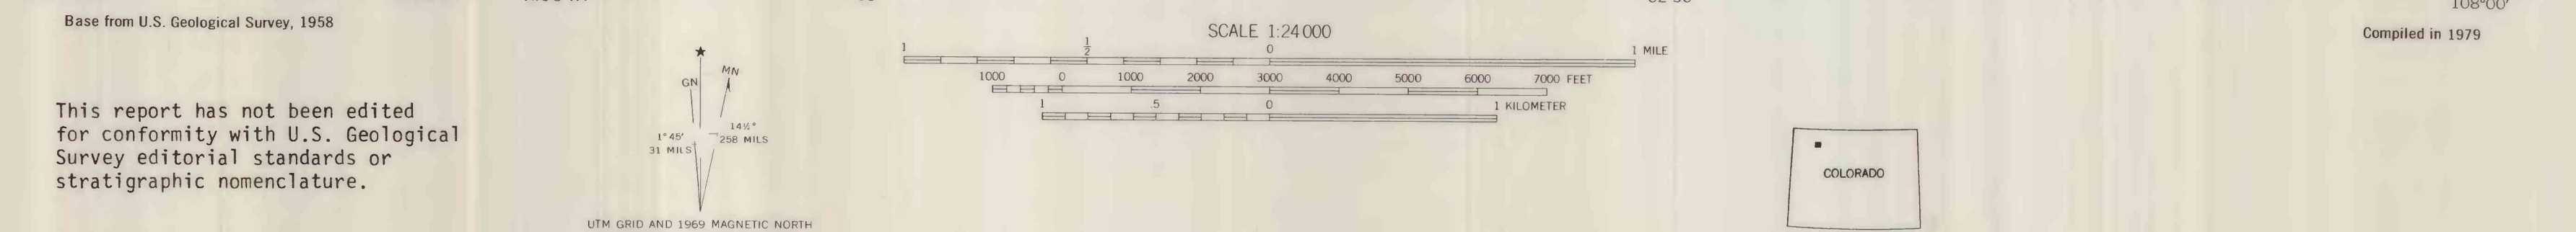 108°00'
Base from U.S. Geological Survey, 1958
SCALE 1:24 000
Compiled in 1979
1 1/2 0 1 MILE
1000 0 1000 2000 3000 4000 5000 6000 7000 FEET
1 .5 0 1 KILOMETER
GN MN
1°45' 14½°
31 MILS 258 MILS
UTM GRID AND 1969 MAGNETIC NORTH
This report has not been edited
for conformity with U.S. Geological
Survey editorial standards or
stratigraphic nomenclature.
COLORADO